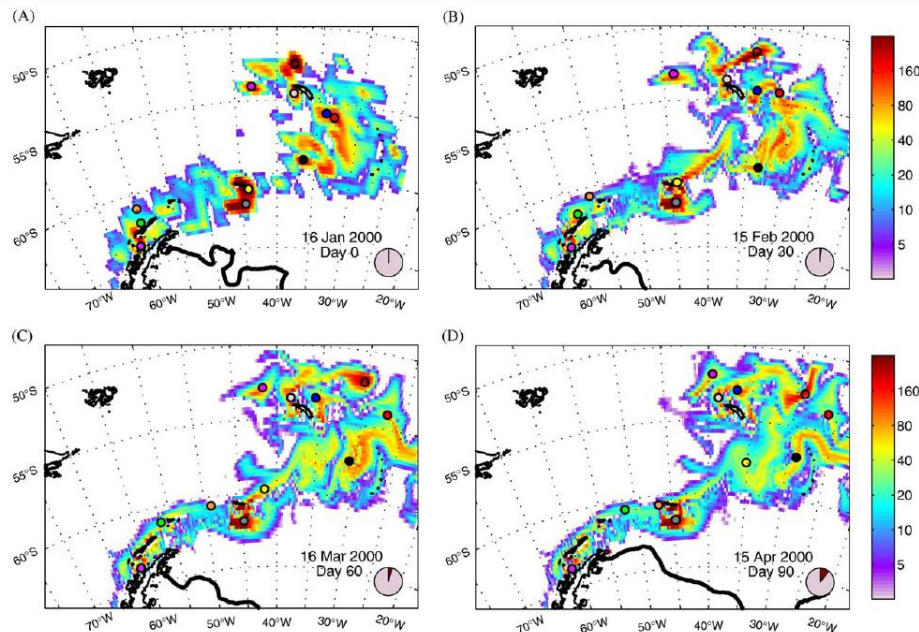 (A)
50°S
55°S
60°S
16 Jan 2000
Day 0
70°W 60°W 50°W 40°W 30°W 20°W
(B)
50°S
55°S
60°S
15 Feb 2000
Day 30
70°W 60°W 50°W 40°W 30°W 20°W
160
80
40
20
10
5
(C)
50°S
55°S
60°S
16 Mar 2000
Day 60
70°W 60°W 50°W 40°W 30°W 20°W
(D)
50°S
55°S
60°S
15 Apr 2000
Day 90
70°W 60°W 50°W 40°W 30°W 20°W
160
80
40
20
10
5